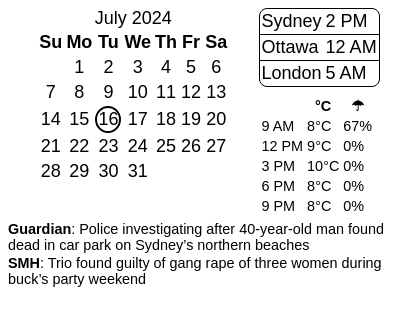 July 2024
Su Mo Tu We Th Fr Sa
1 2 3 4 5 6
7 8 9 10 11 12 13
14 15 16 17 18 19 20
21 22 23 24 25 26 27
28 29 30 31
Sydney 2 PM
Ottawa 12 AM
London 5 AM
°C ☂
9 AM 8°C 67%
12 PM 9°C 0%
3 PM 10°C 0%
6 PM 8°C 0%
9 PM 8°C 0%
Guardian: Police investigating after 40-year-old man found
dead in car park on Sydney’s northern beaches
SMH: Trio found guilty of gang rape of three women during
buck’s party weekend